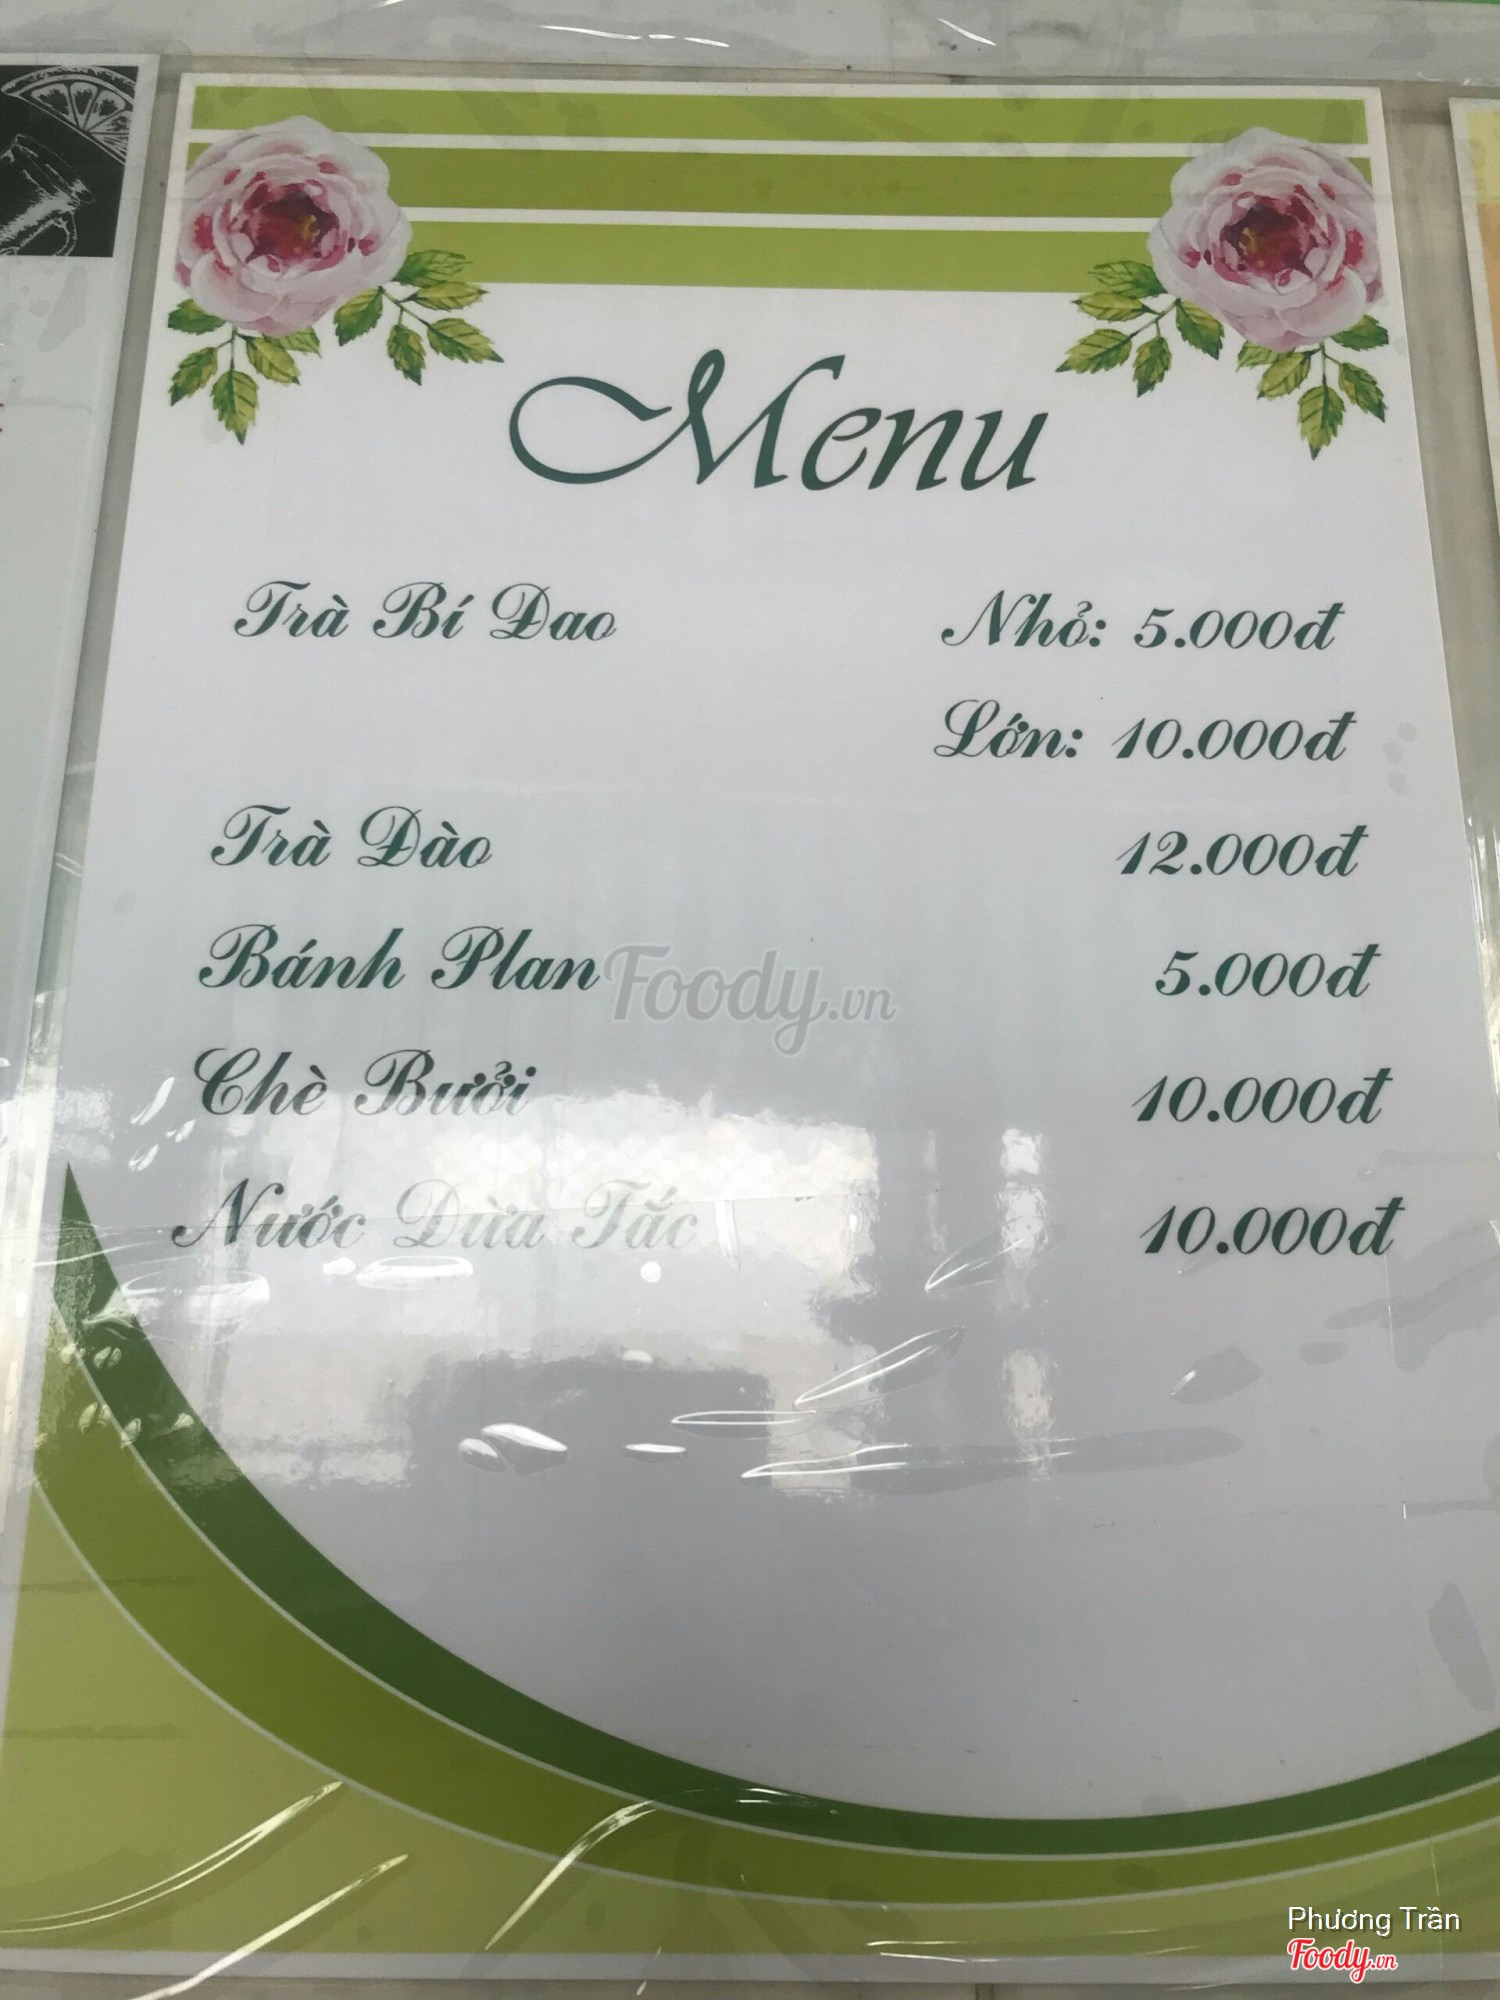 Menu
Trà Bí Đao Nhỏ: 5.000đ
Lớn: 10.000đ
Trà Đào 12.000đ
Bánh Plan 5.000đ
Foody.vn
Chè Bưởi 10.000đ
Nước Dừa Tắc 10.000đ
Phương Trần
Foody.vn